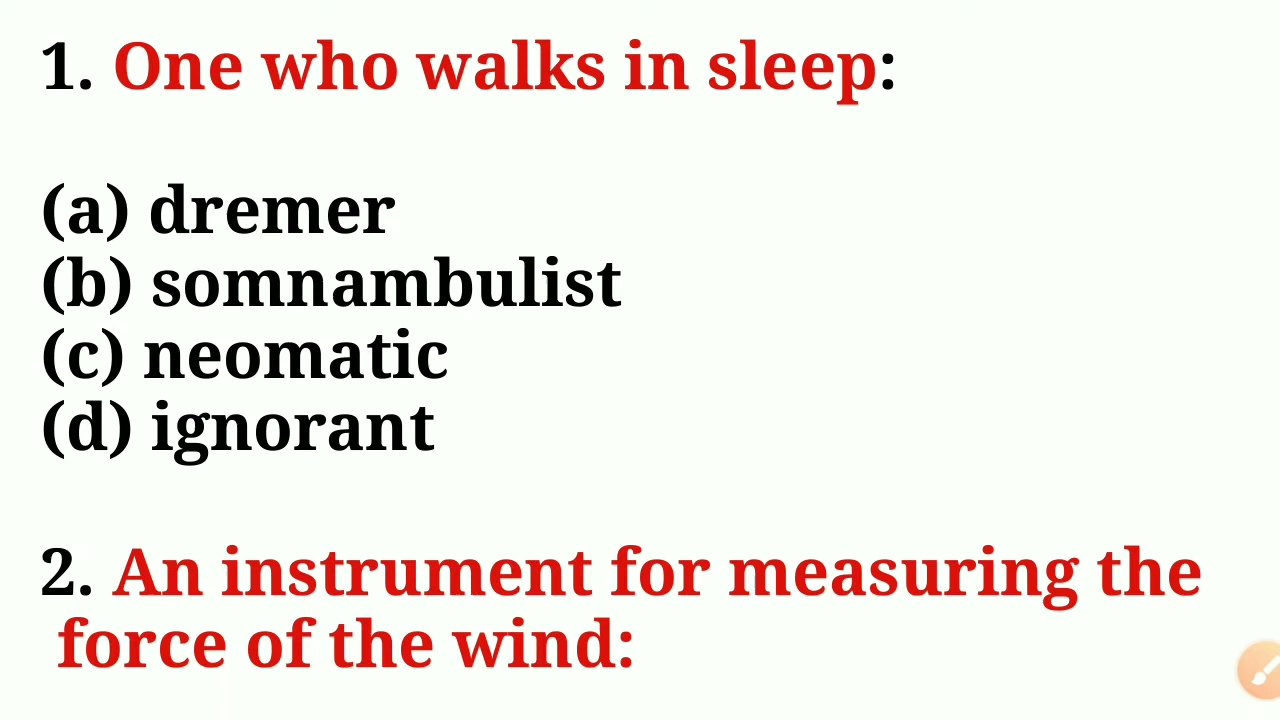 1. One who walks in sleep:
(a) dremer
(b) somnambulist
(c) neomatic
(d) ignorant
2. An instrument for measuring the
force of the wind: